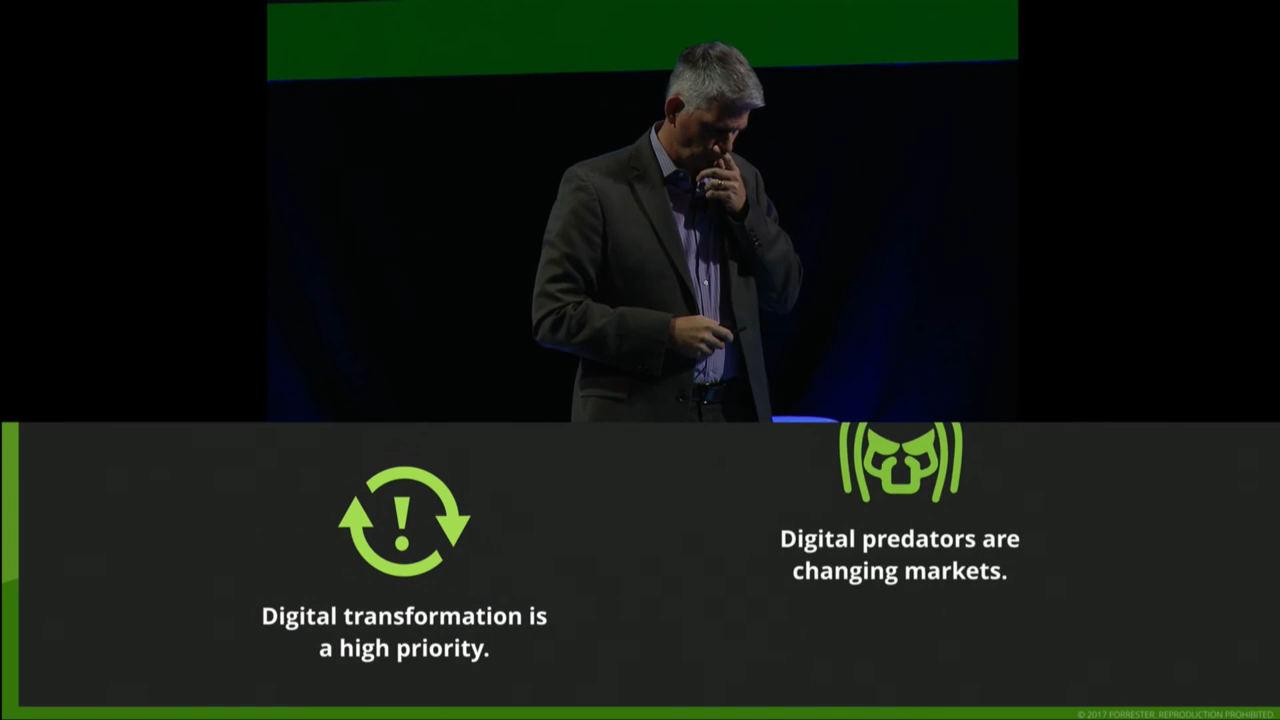 Digital transformation is
a high priority.
Digital predators are
changing markets.
© 2017 FORRESTER. REPRODUCTION PROHIBITED.